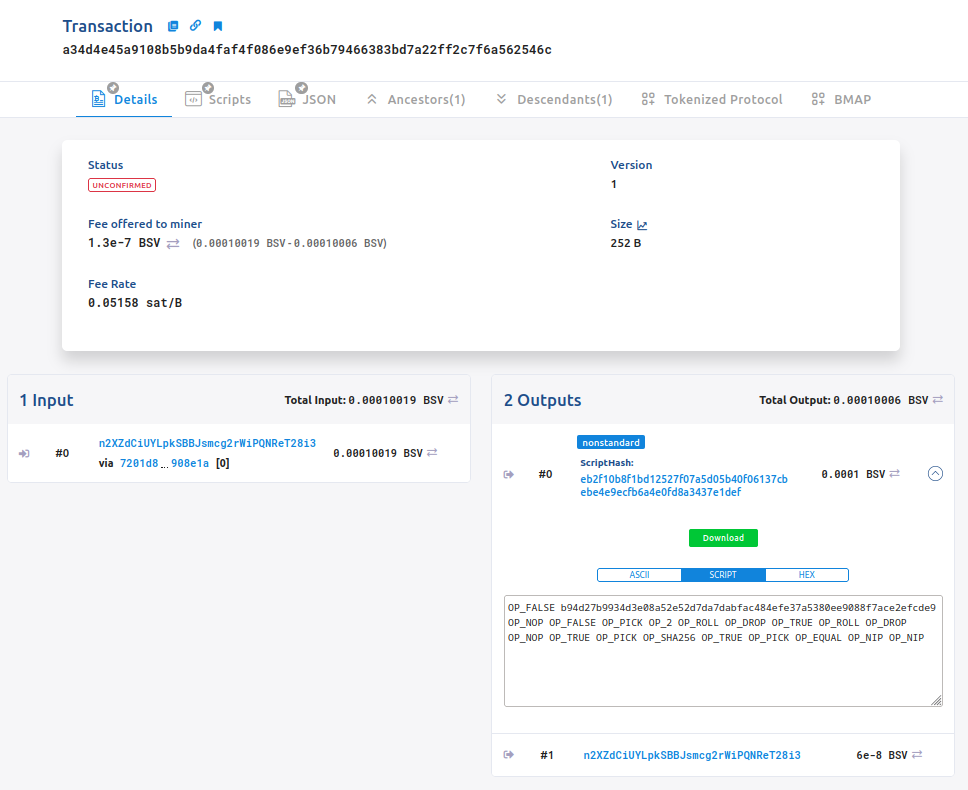 Transaction
a34d4e45a9108b5b9da4faf4f086e9ef36b79466383bd7a22ff2c7f6a562546c
Details
Scripts
JSON
Ancestors(1)
Descendants(1)
Tokenized Protocol
BMAP
Status
UNCONFIRMED
Version
1
Fee offered to miner
1.3e-7 BSV (0.00010019 BSV-0.00010006 BSV)
Size
252 B
Fee Rate
0.05158 sat/B
1 Input
Total Input: 0.00010019 BSV
#0
n2XZdCiUYLpkSBBJsmcg2rWiPQNReT28i3
0.00010019 BSV
via 7201d8...908e1a [0]
2 Outputs
Total Output: 0.00010006 BSV
nonstandard
#0
ScriptHash:
eb2f10b8f1bd12527f07a5d05b40f06137cb
ebe4e9ecfb6a4e0fd8a3437e1def
0.0001 BSV
Download
ASCII
SCRIPT
HEX
OP_FALSE b94d27b9934d3e08a52e52d7da7dabfac484efe37a5380ee9088f7ace2efcde9
OP_NOP OP_FALSE OP_PICK OP_2 OP_ROLL OP_DROP OP_TRUE OP_ROLL OP_DROP
OP_NOP OP_TRUE OP_PICK OP_SHA256 OP_TRUE OP_PICK OP_EQUAL OP_NIP OP_NIP
#1
n2XZdCiUYLpkSBBJsmcg2rWiPQNReT28i3
6e-8 BSV